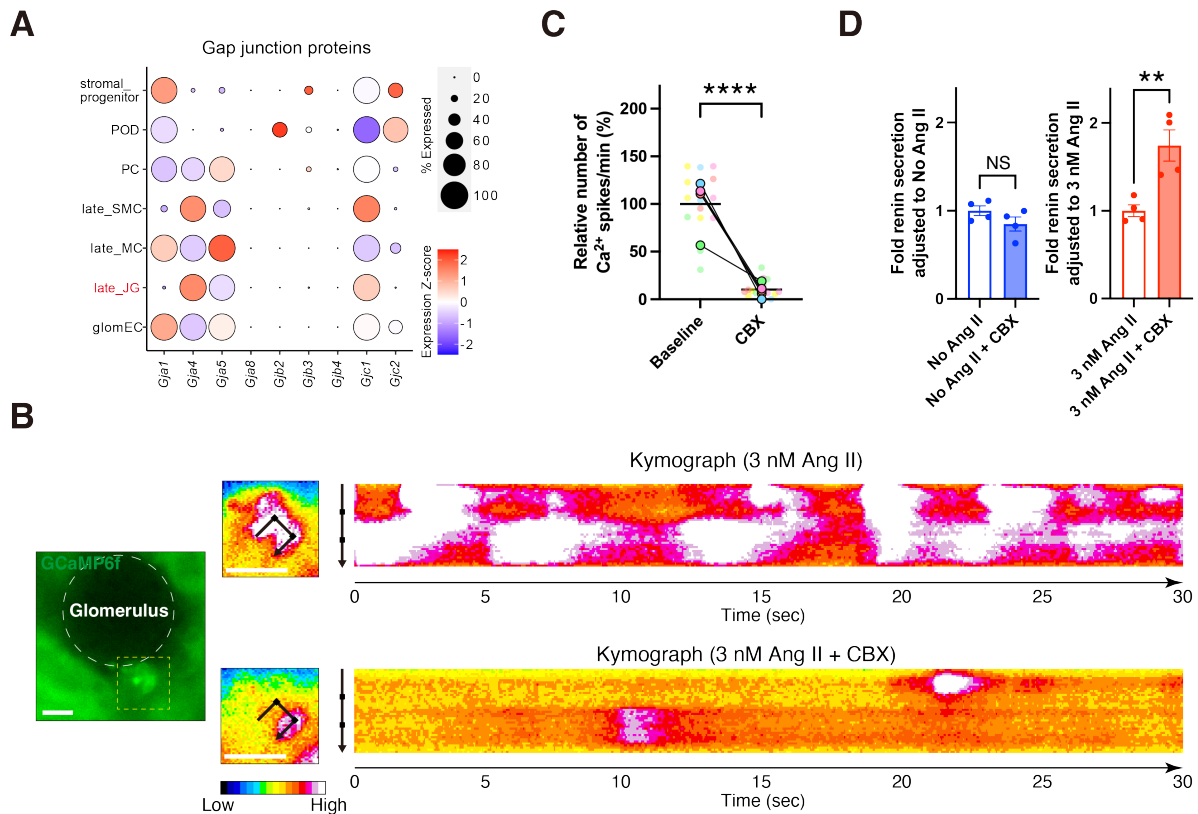 A
Gap junction proteins
stromal_
progenitor
POD
PC
late_SMC
late_MC
late_JG
glomEC
Gja1
Gja4
Gja5
Gja8
Gjb2
Gjb3
Gjb4
Gjc1
Gjc2
% Expressed
0
20
40
60
80
100
Expression Z-score
2
1
0
-1
-2
C
Relative number of
Ca²⁺ spikes/min (%)
200
150
100
50
0
****
Baseline
CBX
D
Fold renin secretion
adjusted to No Ang II
2
1
0
NS
No Ang II
No Ang II + CBX
Fold renin secretion
adjusted to 3 nM Ang II
2
1
0
**
3 nM Ang II
3 nM Ang II + CBX
B
GCaMP6f
Glomerulus
Kymograph (3 nM Ang II)
0
5
10
15
20
25
30
Time (sec)
Kymograph (3 nM Ang II + CBX)
0
5
10
15
20
25
30
Time (sec)
Low
High